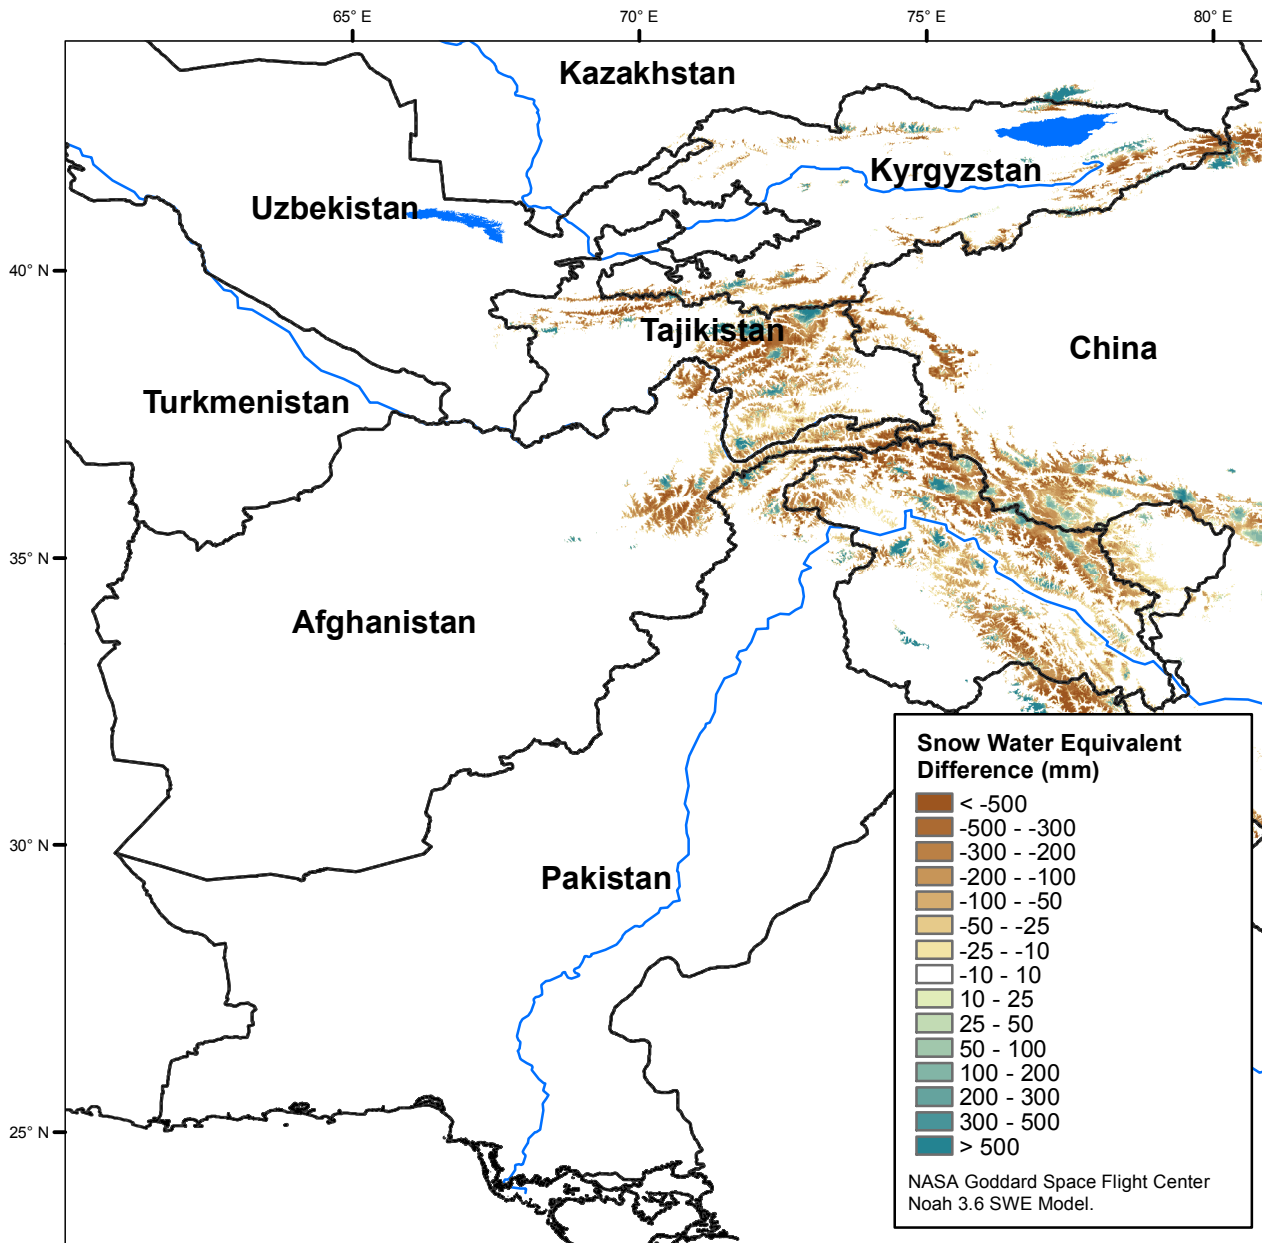 65° E
70° E
75° E
80° E
Kazakhstan
Kyrgyzstan
Uzbekistan
40° N
Tajikistan
China
Turkmenistan
35° N
Afghanistan
30° N
Pakistan
25° N
Snow Water Equivalent
Difference (mm)
< -500
-500 - -300
-300 - -200
-200 - -100
-100 - -50
-50 - -25
-25 - -10
-10 - 10
10 - 25
25 - 50
50 - 100
100 - 200
200 - 300
300 - 500
> 500
NASA Goddard Space Flight Center
Noah 3.6 SWE Model.